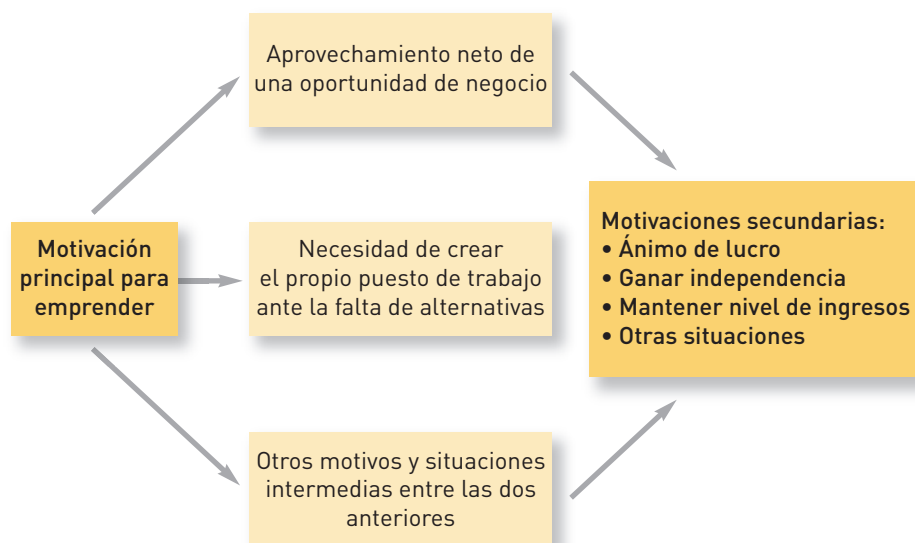 Aprovechamiento neto de
una oportunidad de negocio
Motivación
principal para
emprender
Necesidad de crear
el propio puesto de trabajo
ante la falta de alternativas
Otros motivos y situaciones
intermedias entre las dos
anteriores
Motivaciones secundarias:
• Ánimo de lucro
• Ganar independencia
• Mantener nivel de ingresos
• Otras situaciones